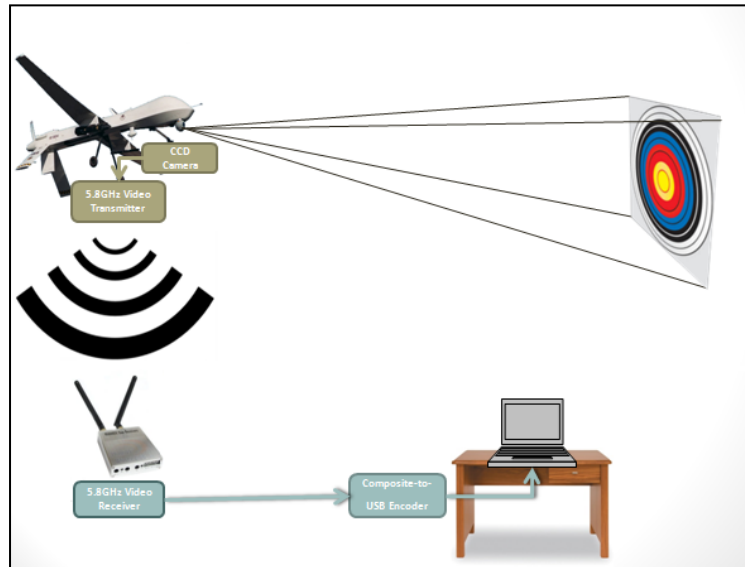 CCD
Camera
5.8GHz Video
Transmitter
5.8GHz Video
Receiver
Composite-to-
USB Encoder